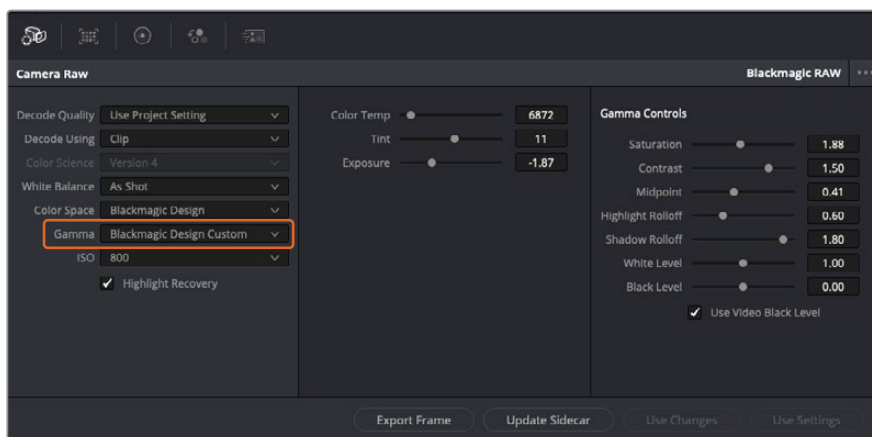 Camera Raw
Blackmagic RAW
Decode Quality Use Project Setting
Decode Using Clip
Color Science Version 4
White Balance As Shot
Color Space Blackmagic Design
Gamma Blackmagic Design Custom
ISO 800
Highlight Recovery
Color Temp 6872
Tint 11
Exposure -1.87
Gamma Controls
Saturation 1.88
Contrast 1.50
Midpoint 0.41
Highlight Rolloff 0.60
Shadow Rolloff 1.80
White Level 1.00
Black Level 0.00
Use Video Black Level
Export Frame
Update Sidecar
Use Changes
Use Settings